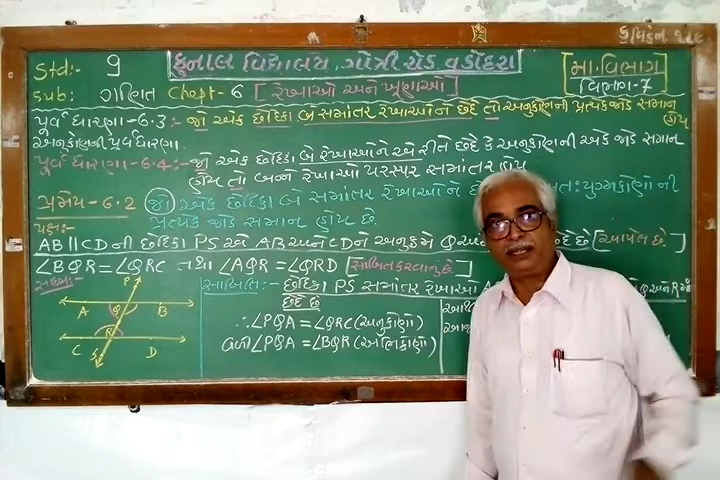 Std:- 9
કુનાલ વિદ્યાલય, ગોત્રી રોડ વડોદરા
મા. વિભાગ
વિભાગ-7
Sub: ગણિત Chept-6 [રેખાઓ અને ખૂણાઓ]
પૂર્વધારણા-6.3:- જો એક છેદિકા બે સમાંતર રેખાઓને છેદે તો અનુકોણની પ્રત્યેક જોડ સમાન હોય
અનુકોણની પૂર્વધારણા.
પૂર્વધારણા-6.4:- જો એક છેદિકા બે રેખાઓને એ રીતે છેદે કે અનુકોણની એક જોડ સમાન
હોય તો બન્ને રેખાઓ પરસ્પર સમાંતર હોય
પ્રમેય-6.2 જો એક છેદિકા બે સમાંતર રેખાઓને યુગ્મકોણોની
પ્રત્યેક જોડ સમાન હોય છે.
પક્ષ:-
AB||CD ની છેદિકા PS એ AB અને CD ને અનુક્રમે Q છેદે છે [આપેલ છે.]
∠BQR = ∠QRC તથા ∠AQR = ∠QRD [સાબિત કરવાનું છે]
સાબિતી:- છેદિકા PS સમાંતર રેખાઓ
છેદે છે
∴ ∠PQA = ∠QRC (અનુકોણો)
વળી ∠PQA = ∠BQR (અભિકોણો)
P
A Q B
R
C S D